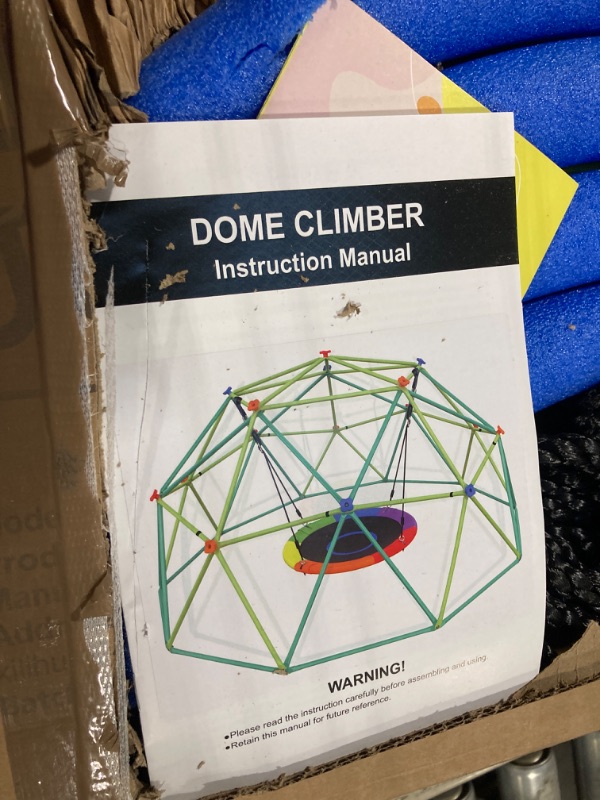 DOME CLIMBER
Instruction Manual
WARNING!
•Please read the instruction carefully before assembling and using.
•Retain this manual for future reference.